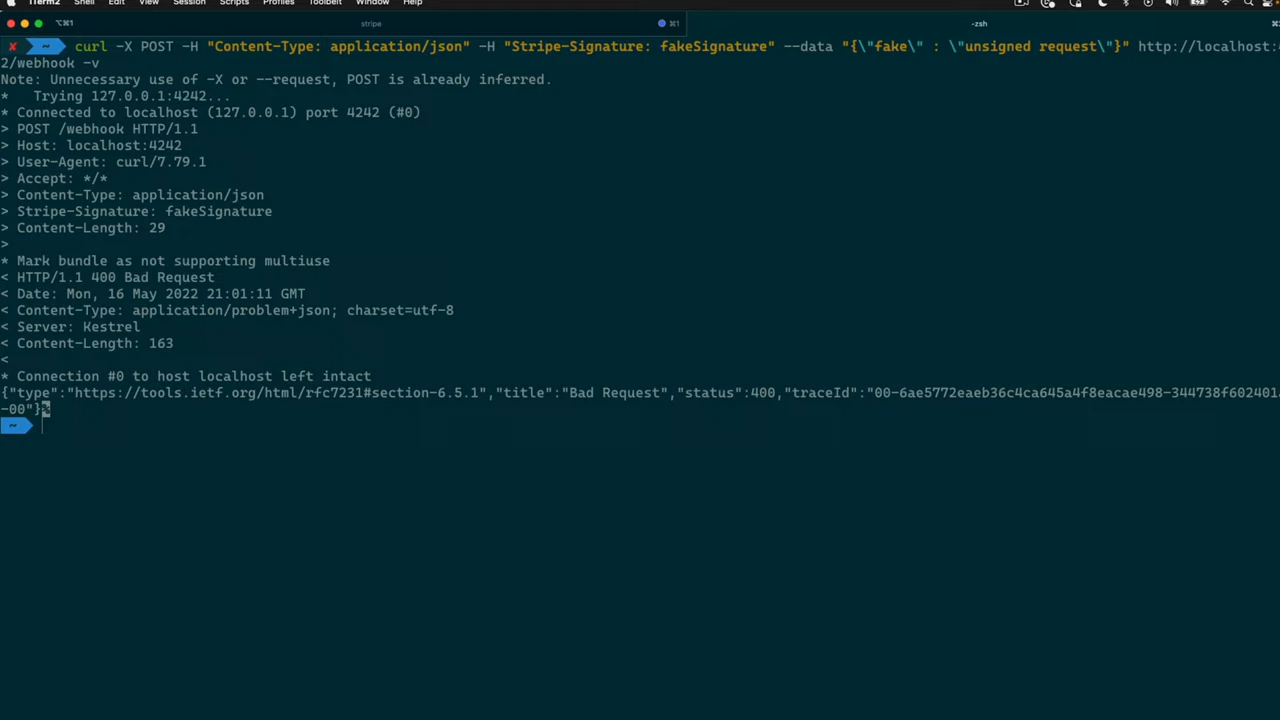 iTerm2 Shell Edit View Session Scripts Profiles Toolbelt Window Help
⌥⌘1 stripe ⌘1 -zsh
✘ ~ curl -X POST -H "Content-Type: application/json" -H "Stripe-Signature: fakeSignature" --data "{\"fake\" : \"unsigned request\"}" http://localhost:
2/webhook -v
Note: Unnecessary use of -X or --request, POST is already inferred.
*   Trying 127.0.0.1:4242...
* Connected to localhost (127.0.0.1) port 4242 (#0)
> POST /webhook HTTP/1.1
> Host: localhost:4242
> User-Agent: curl/7.79.1
> Accept: */*
> Content-Type: application/json
> Stripe-Signature: fakeSignature
> Content-Length: 29
>
* Mark bundle as not supporting multiuse
< HTTP/1.1 400 Bad Request
< Date: Mon, 16 May 2022 21:01:11 GMT
< Content-Type: application/problem+json; charset=utf-8
< Server: Kestrel
< Content-Length: 163
<
* Connection #0 to host localhost left intact
{"type":"https://tools.ietf.org/html/rfc7231#section-6.5.1","title":"Bad Request","status":400,"traceId":"00-6ae5772eaeb36c4ca645a4f8eacae498-344738f602401
-00"}%
~